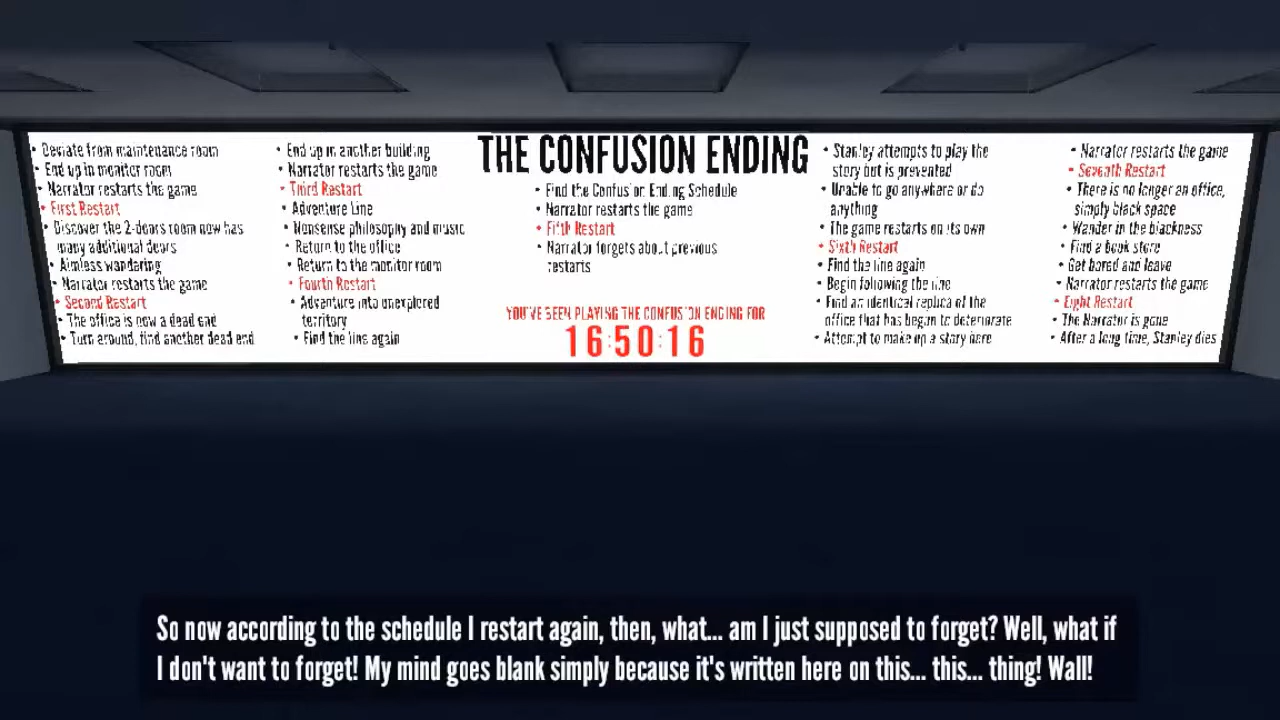 • Deviate from maintenance room
• End up in monitor room
• Narrator restarts the game
• First Restart
• Discover the 2-doors room now has
many additional doors
• Aimless wandering
• Narrator restarts the game
• Second Restart
• The office is now a dead end
• Turn around, find another dead end
• End up in another building
• Narrator restarts the game
• Third Restart
• Adventure Line
• Nonsense philosophy and music
• Return to the office
• Return to the monitor room
• Fourth Restart
• Adventure into unexplored
territory
• Find the line again
THE CONFUSION ENDING
• Find the Confusion Ending Schedule
• Narrator restarts the game
• Fifth Restart
• Narrator forgets about previous
restarts
YOU'VE BEEN PLAYING THE CONFUSION ENDING FOR
16:50:16
• Stanley attempts to play the
story but is prevented
• Unable to go anywhere or do
anything
• The game restarts on its own
• Sixth Restart
• Find the line again
• Begin following the line
• Find an identical replica of the
office that has begun to deteriorate
• Attempt to make up a story here
• Narrator restarts the game
• Seventh Restart
• There is no longer an office,
simply black space
• Wander in the blackness
• Find a book store
• Get bored and leave
• Narrator restarts the game
• Eight Restart
• The Narrator is gone
• After a long time, Stanley dies
So now according to the schedule I restart again, then, what... am I just supposed to forget? Well, what if
I don't want to forget! My mind goes blank simply because it's written here on this... this... thing! Wall!